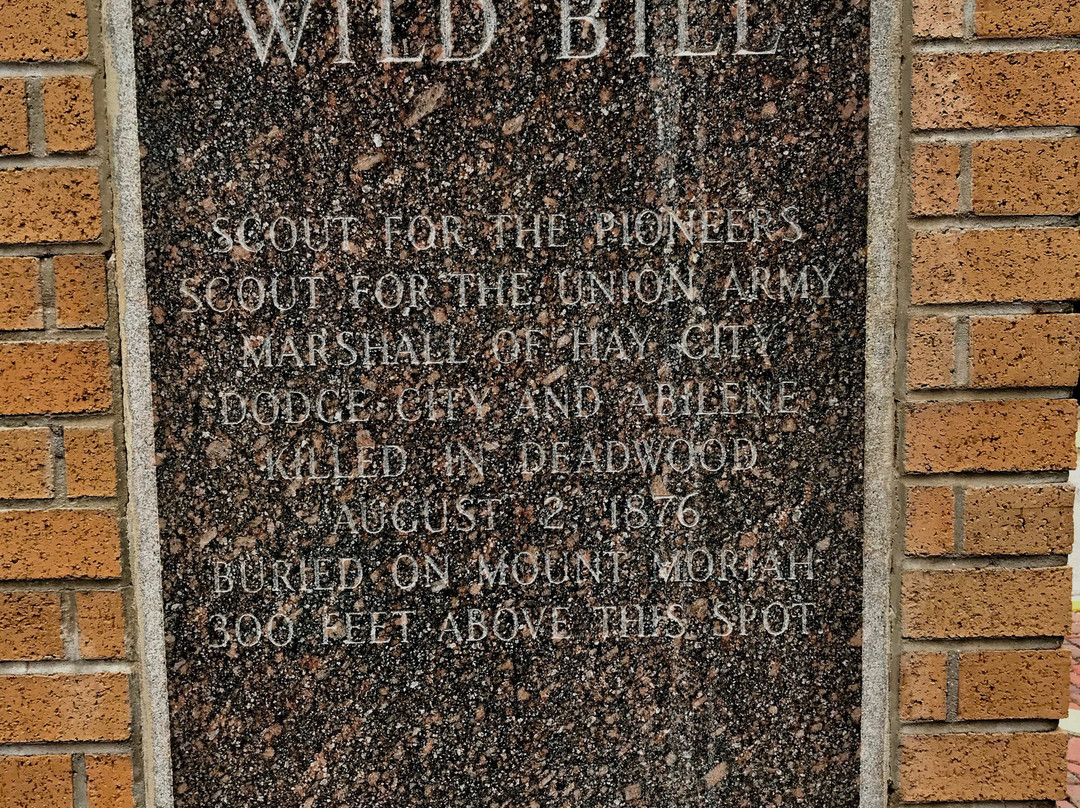 WILD BILL
SCOUT FOR THE PIONEERS
SCOUT FOR THE UNION ARMY
MARSHALL OF HAY CITY
DODGE CITY AND ABILENE
KILLED IN DEADWOOD
AUGUST 2, 1876
BURIED ON MOUNT MORIAH
300 FEET ABOVE THIS SPOT